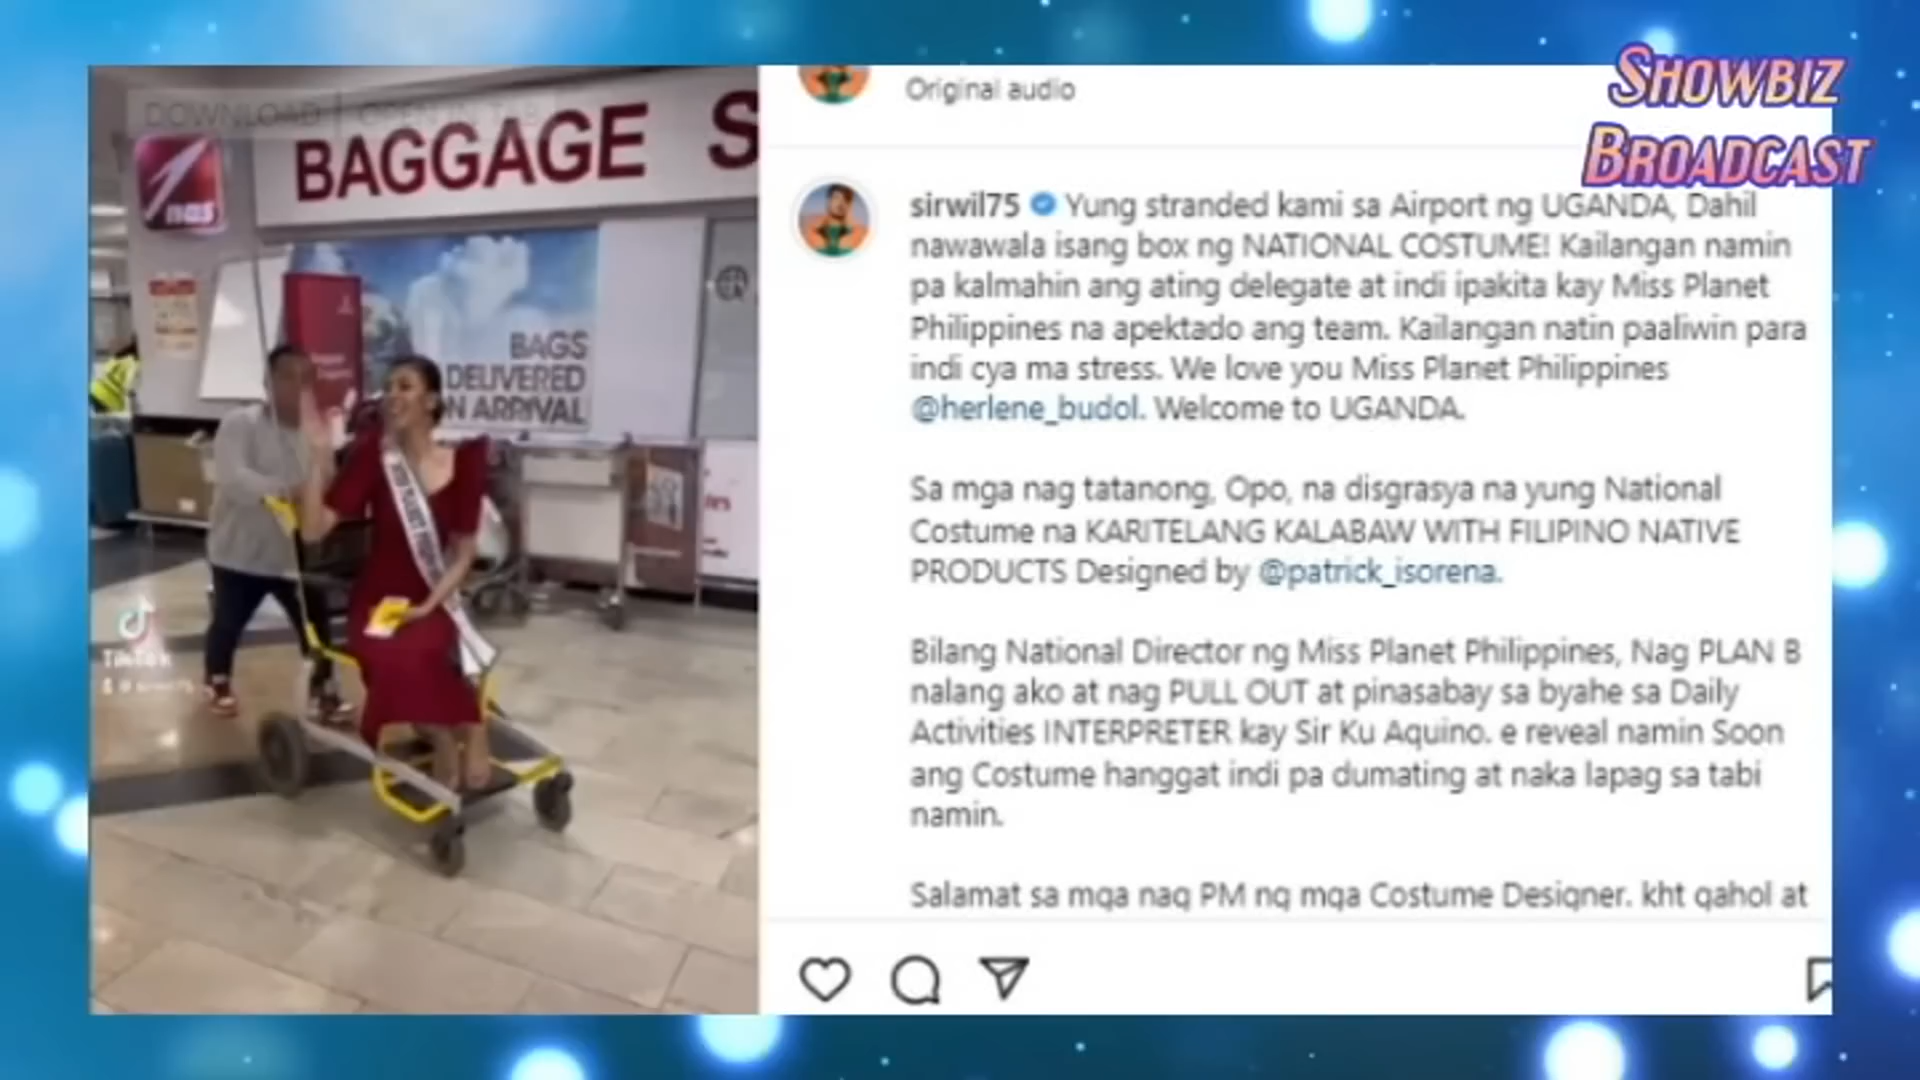 SHOWBIZ
BROADCAST
DOWNLOAD | OPEN IN TAB
BAGGAGE S
nas
BAGS
DELIVERED
ON ARRIVAL
TikTok
Original audio
sirwil75 Yung stranded kami sa Airport ng UGANDA, Dahil
nawawala isang box ng NATIONAL COSTUME! Kailangan namin
pa kalmahin ang ating delegate at indi ipakita kay Miss Planet
Philippines na apektado ang team. Kailangan natin paaliwin para
indi cya ma stress. We love you Miss Planet Philippines
@herlene_budol. Welcome to UGANDA.
Sa mga nag tatanong, Opo, na disgrasya na yung National
Costume na KARITELANG KALABAW WITH FILIPINO NATIVE
PRODUCTS Designed by @patrick_isorena.
Bilang National Director ng Miss Planet Philippines, Nag PLAN B
nalang ako at nag PULL OUT at pinasabay sa byahe sa Daily
Activities INTERPRETER kay Sir Ku Aquino. e reveal namin Soon
ang Costume hanggat indi pa dumating at naka lapag sa tabi
namin.
Salamat sa mga nag PM ng mga Costume Designer. kht gahol at